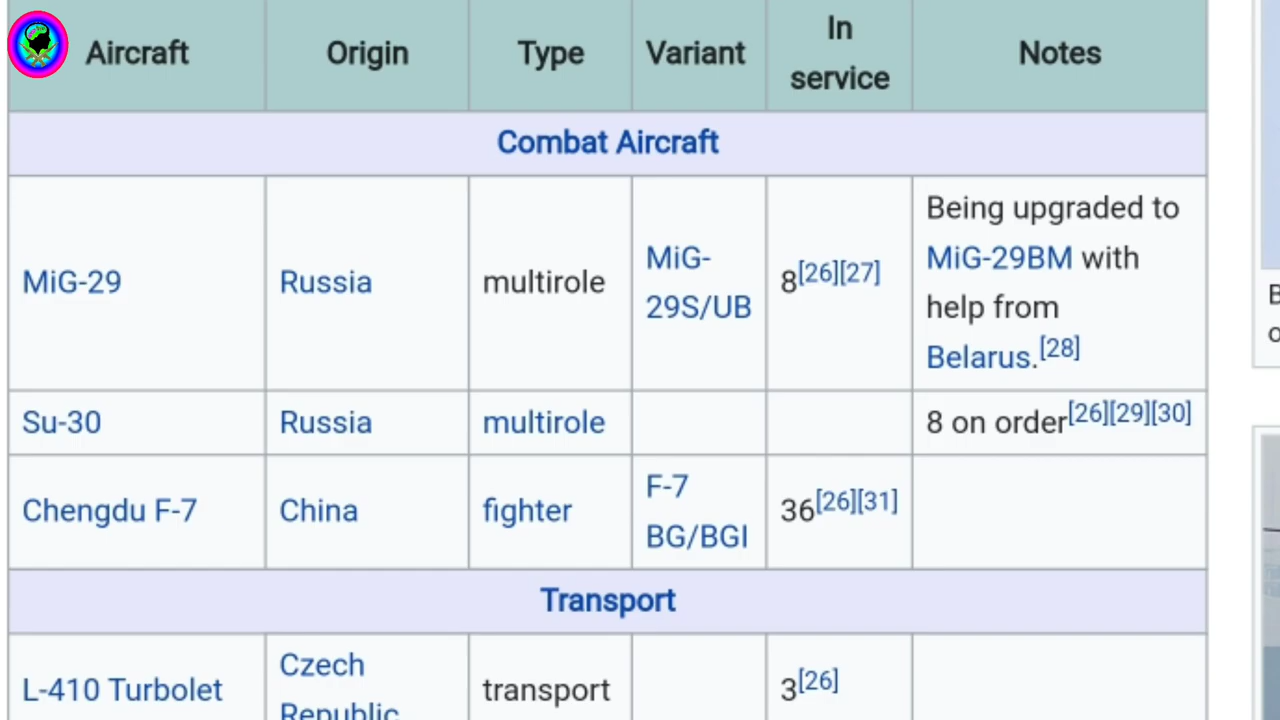 Aircraft
Origin
Type
Variant
In
service
Notes
Combat Aircraft
MiG-29
Russia
multirole
MiG-
29S/UB
8[26][27]
Being upgraded to
MiG-29BM with
help from
Belarus.[28]
Su-30
Russia
multirole
8 on order[26][29][30]
Chengdu F-7
China
fighter
F-7
BG/BGI
36[26][31]
Transport
L-410 Turbolet
Czech
Republic
transport
3[26]